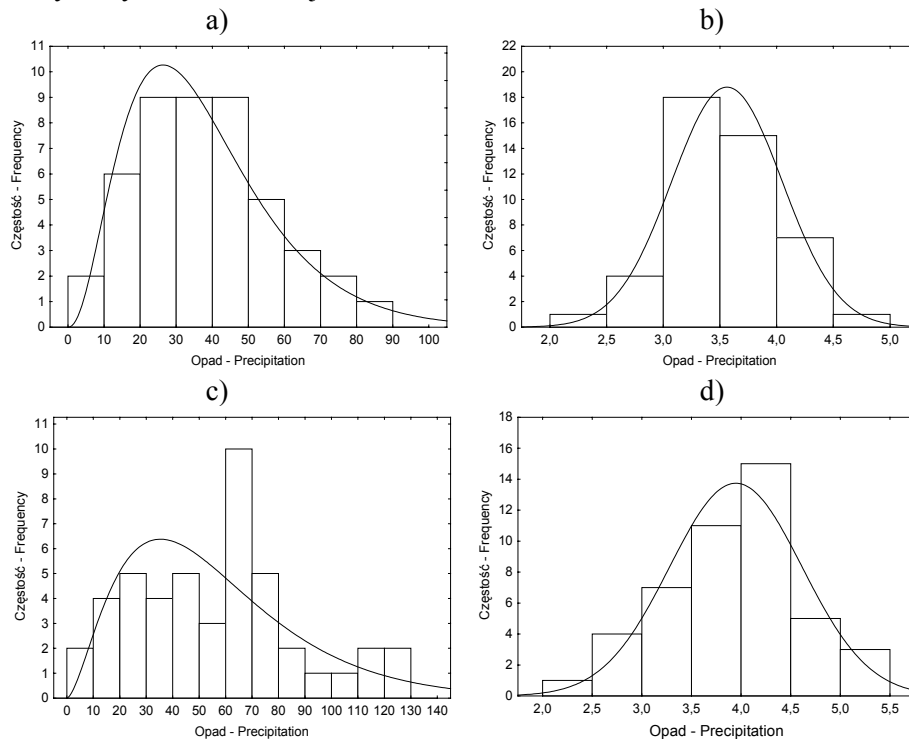 a)
11
10
9
8
7
6
5
4
3
2
1
0
Częstość - Frequency
0 10 20 30 40 50 60 70 80 90 100
Opad - Precipitation
b)
22
20
18
16
14
12
10
8
6
4
2
0
Częstość - Frequency
2,0 2,5 3,0 3,5 4,0 4,5 5,0
Opad - Precipitation
c)
11
10
9
8
7
6
5
4
3
2
1
0
Częstość - Frequency
0 10 20 30 40 50 60 70 80 90 100 110 120 130 140
Opad - Precipitation
d)
18
16
14
12
10
8
6
4
2
0
Częstość - Frequency
2,0 2,5 3,0 3,5 4,0 4,5 5,0 5,5
Opad - Precipitation